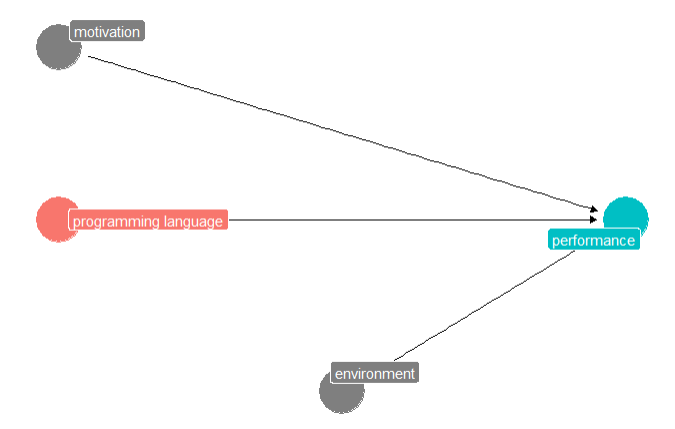 motivation
programming language
performance
environment